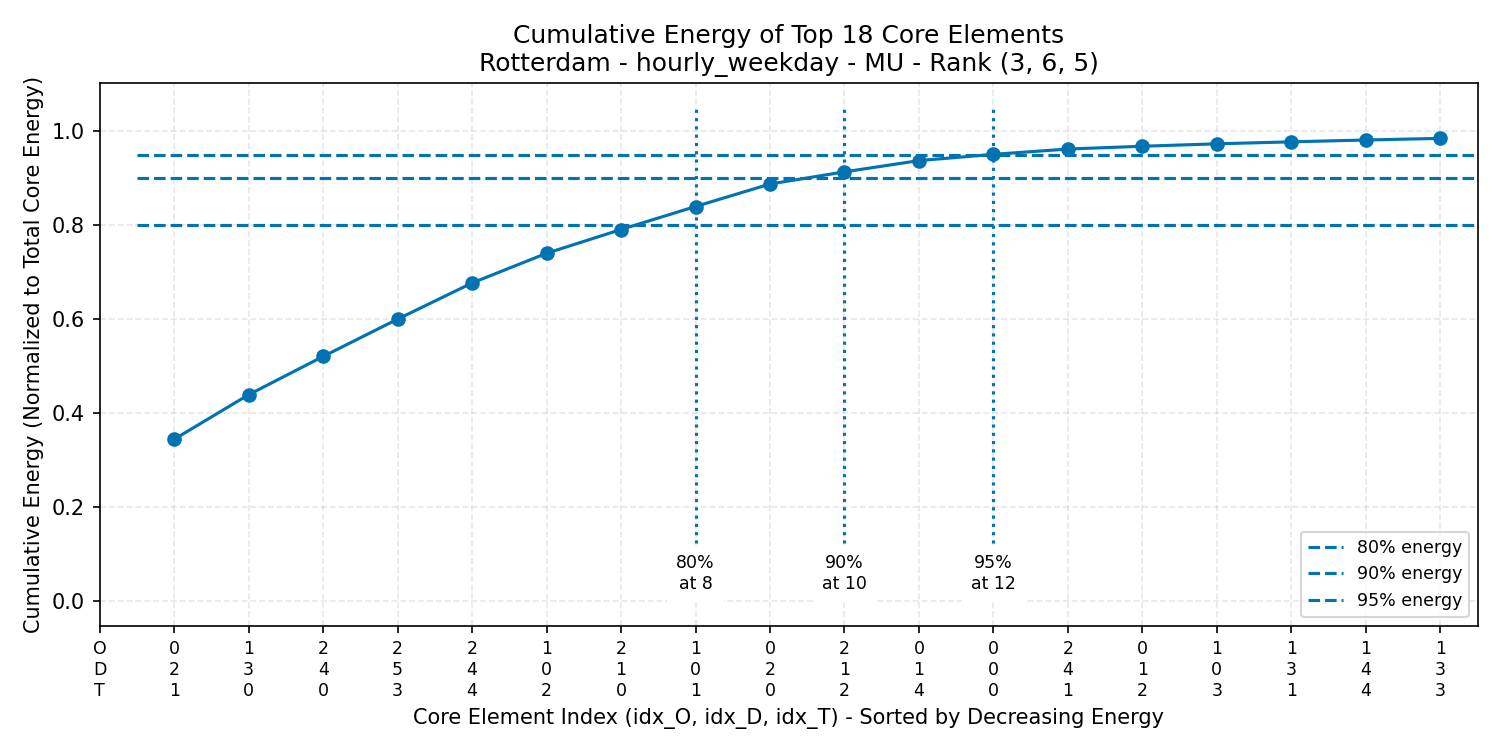 Cumulative Energy of Top 18 Core Elements
Rotterdam - hourly_weekday - MU - Rank (3, 6, 5)
Cumulative Energy (Normalized to Total Core Energy)
1.0
0.8
0.6
0.4
0.2
0.0
80%
at 8
90%
at 10
95%
at 12
80% energy
90% energy
95% energy
O 0 1 2 2 2 1 2 1 0 2 0 0 2 0 1 1 1 1
D 2 3 4 5 4 0 1 0 2 1 1 0 4 1 0 3 4 3
T 1 0 0 3 4 2 0 1 0 2 4 0 1 2 3 1 4 3
Core Element Index (idx_O, idx_D, idx_T) - Sorted by Decreasing Energy